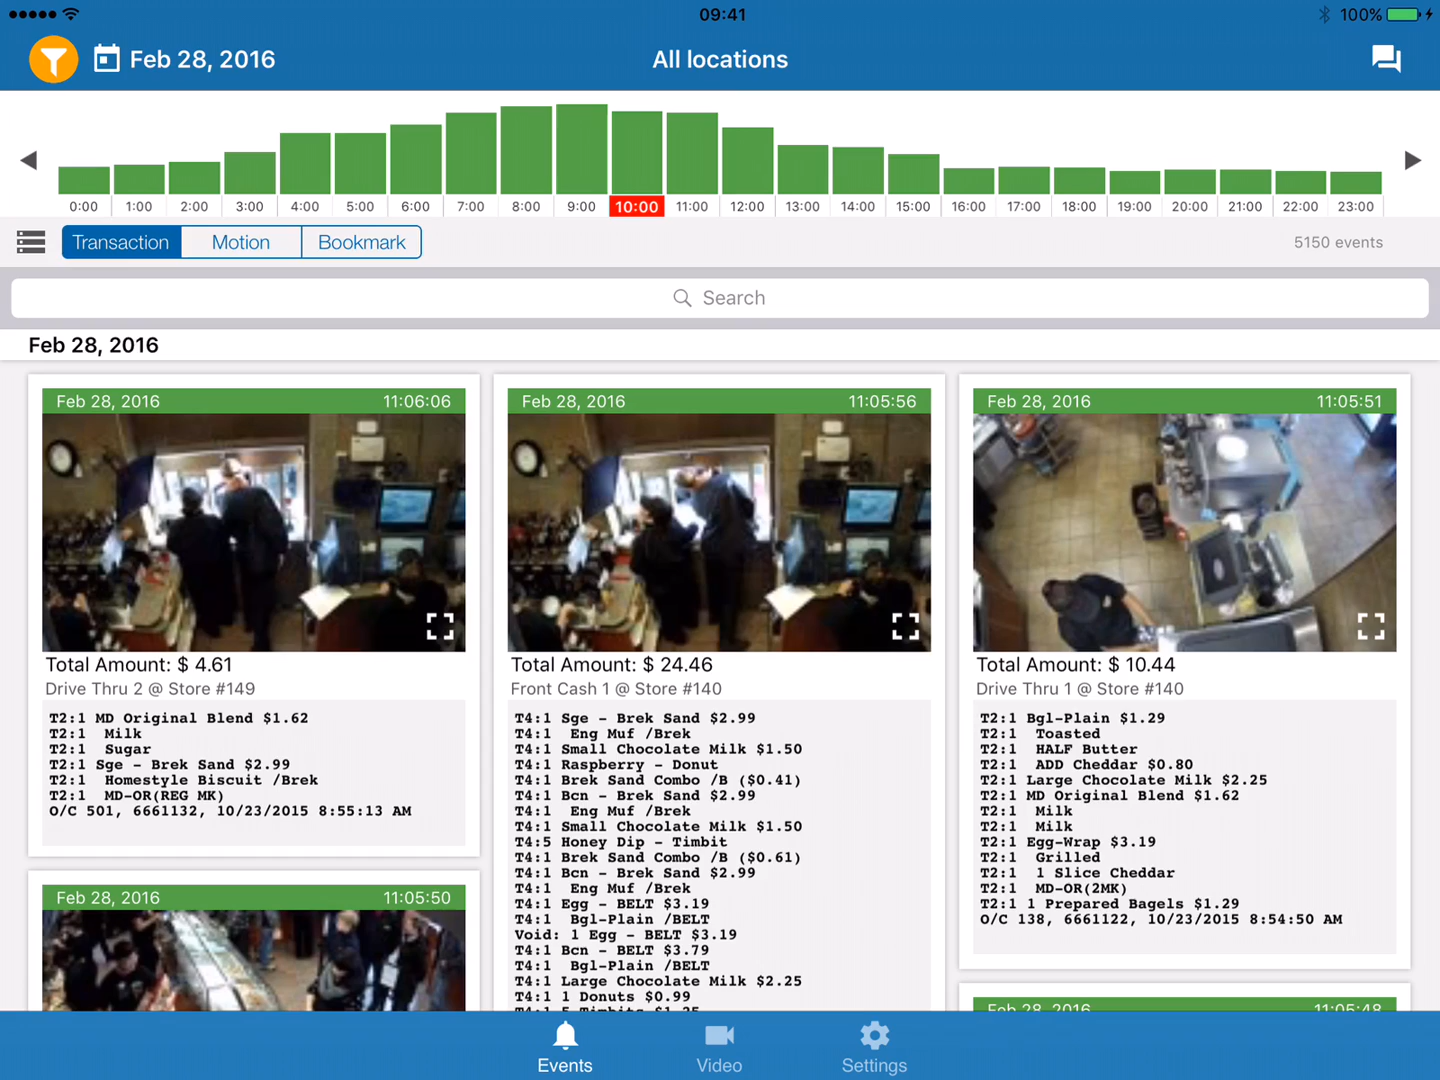 09:41
100%
Feb 28, 2016
All locations
0:00 1:00 2:00 3:00 4:00 5:00 6:00 7:00 8:00 9:00 10:00 11:00 12:00 13:00 14:00 15:00 16:00 17:00 18:00 19:00 20:00 21:00 22:00 23:00
Transaction Motion Bookmark
5150 events
Search
Feb 28, 2016
Feb 28, 2016 11:06:06
Total Amount: $ 4.61
Drive Thru 2 @ Store #149
T2:1 MD Original Blend $1.62
T2:1 Milk
T2:1 Sugar
T2:1 Sge - Brek Sand $2.99
T2:1 Homestyle Biscuit /Brek
T2:1 MD-OR(REG MK)
O/C 501, 6661132, 10/23/2015 8:55:13 AM
Feb 28, 2016 11:05:50
Feb 28, 2016 11:05:56
Total Amount: $ 24.46
Front Cash 1 @ Store #140
T4:1 Sge - Brek Sand $2.99
T4:1 Eng Muf /Brek
T4:1 Small Chocolate Milk $1.50
T4:1 Raspberry - Donut
T4:1 Brek Sand Combo /B ($0.41)
T4:1 Bcn - Brek Sand $2.99
T4:1 Eng Muf /Brek
T4:1 Small Chocolate Milk $1.50
T4:5 Honey Dip - Timbit
T4:1 Brek Sand Combo /B ($0.61)
T4:1 Bcn - Brek Sand $2.99
T4:1 Eng Muf /Brek
T4:1 Egg - BELT $3.19
T4:1 Bgl-Plain /BELT
Void: 1 Egg - BELT $3.19
T4:1 Bcn - BELT $3.79
T4:1 Bgl-Plain /BELT
T4:1 Large Chocolate Milk $2.25
T4:1 1 Donuts $0.99
T4:1 5 Timbits $1.25
Feb 28, 2016 11:05:51
Total Amount: $ 10.44
Drive Thru 1 @ Store #140
T2:1 Bgl-Plain $1.29
T2:1 Toasted
T2:1 HALF Butter
T2:1 ADD Cheddar $0.80
T2:1 Large Chocolate Milk $2.25
T2:1 MD Original Blend $1.62
T2:1 Milk
T2:1 Milk
T2:1 Egg-Wrap $3.19
T2:1 Grilled
T2:1 1 Slice Cheddar
T2:1 MD-OR(2MK)
T2:1 1 Prepared Bagels $1.29
O/C 138, 6661122, 10/23/2015 8:54:50 AM
Feb 28, 2016 11:05:48
Events Video Settings